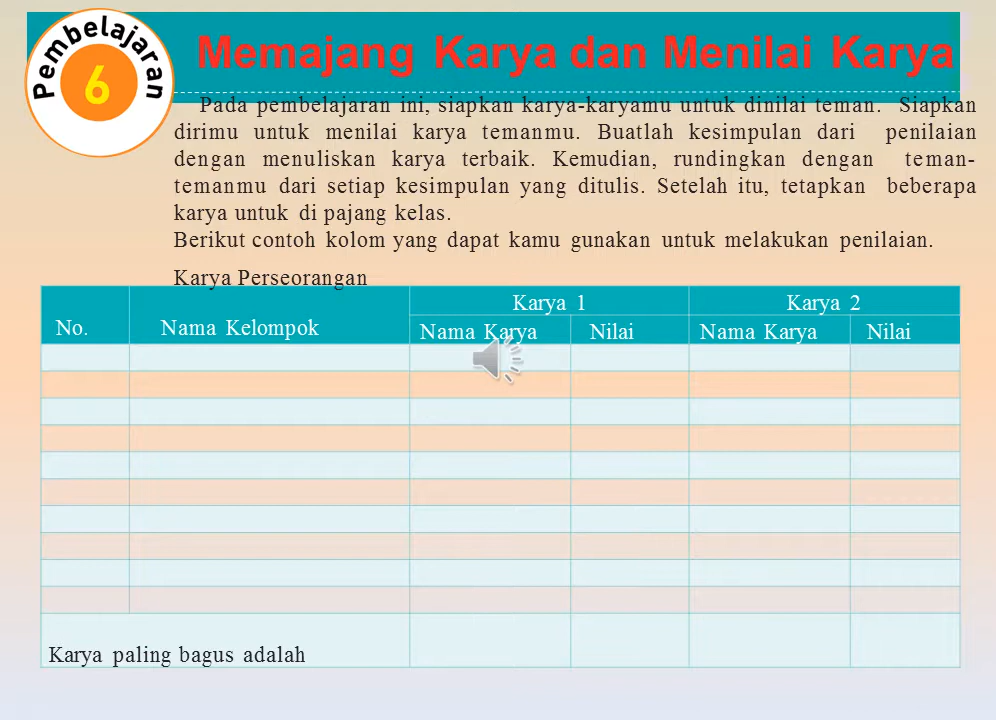 Pembelajaran
6
Memajang Karya dan Menilai Karya
Pada pembelajaran ini, siapkan karya-karyamu untuk dinilai teman. Siapkan
dirimu untuk menilai karya temanmu. Buatlah kesimpulan dari penilaian
dengan menuliskan karya terbaik. Kemudian, rundingkan dengan teman-
temanmu dari setiap kesimpulan yang ditulis. Setelah itu, tetapkan beberapa
karya untuk di pajang kelas.
Berikut contoh kolom yang dapat kamu gunakan untuk melakukan penilaian.
Karya Perseorangan
No. Nama Kelompok Karya 1 Karya 2
Nama Karya Nilai Nama Karya Nilai
Karya paling bagus adalah